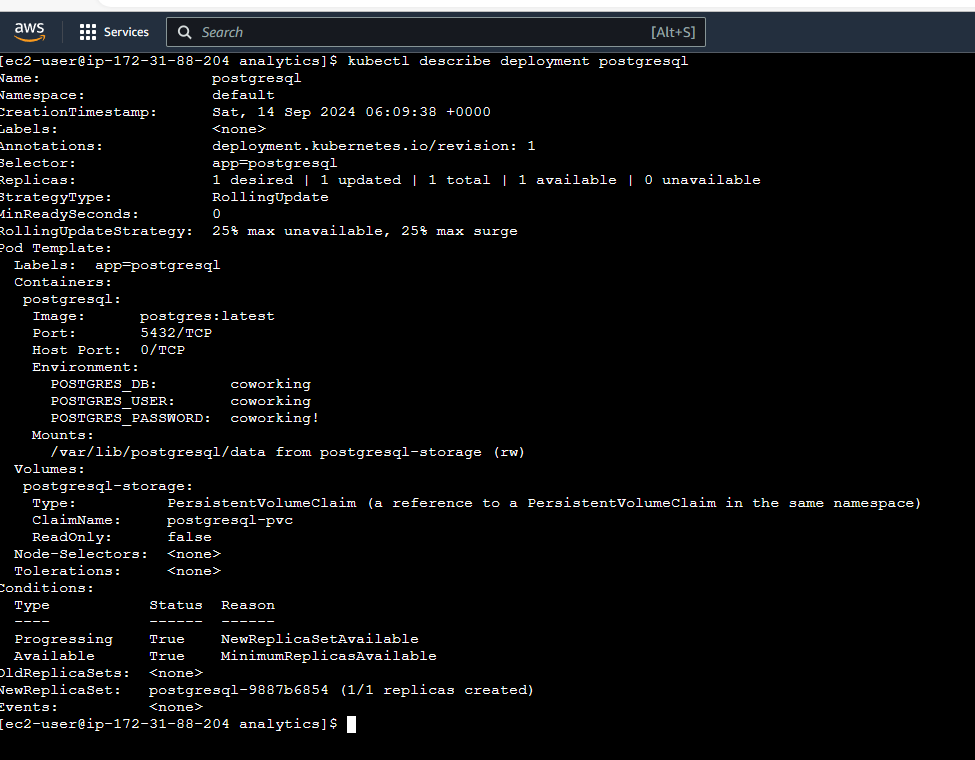 aws
Services
Search
[Alt+S]
[ec2-user@ip-172-31-88-204 analytics]$ kubectl describe deployment postgresql
Name:                   postgresql
Namespace:              default
CreationTimestamp:      Sat, 14 Sep 2024 06:09:38 +0000
Labels:                 <none>
Annotations:            deployment.kubernetes.io/revision: 1
Selector:               app=postgresql
Replicas:               1 desired | 1 updated | 1 total | 1 available | 0 unavailable
StrategyType:           RollingUpdate
MinReadySeconds:        0
RollingUpdateStrategy:  25% max unavailable, 25% max surge
Pod Template:
  Labels:  app=postgresql
  Containers:
   postgresql:
    Image:      postgres:latest
    Port:       5432/TCP
    Host Port:  0/TCP
    Environment:
      POSTGRES_DB:        coworking
      POSTGRES_USER:      coworking
      POSTGRES_PASSWORD:  coworking!
    Mounts:
      /var/lib/postgresql/data from postgresql-storage (rw)
  Volumes:
   postgresql-storage:
    Type:          PersistentVolumeClaim (a reference to a PersistentVolumeClaim in the same namespace)
    ClaimName:     postgresql-pvc
    ReadOnly:      false
  Node-Selectors:  <none>
  Tolerations:     <none>
Conditions:
  Type           Status  Reason
  ----           ------  ------
  Progressing    True    NewReplicaSetAvailable
  Available      True    MinimumReplicasAvailable
OldReplicaSets:  <none>
NewReplicaSet:   postgresql-9887b6854 (1/1 replicas created)
Events:          <none>
[ec2-user@ip-172-31-88-204 analytics]$